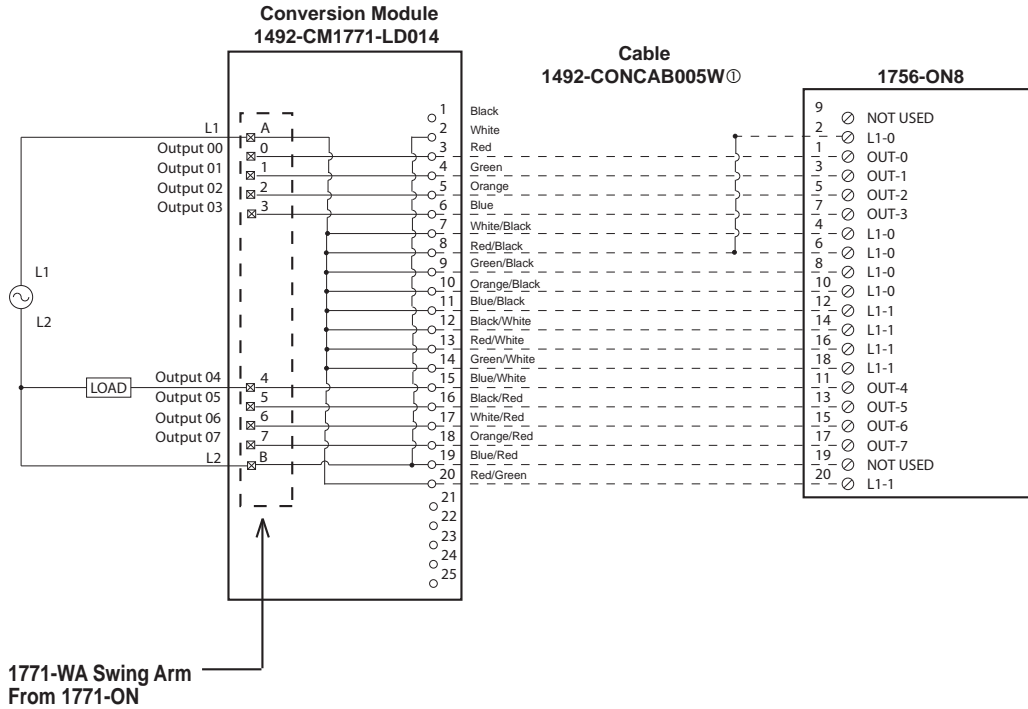 Conversion Module
1492-CM1771-LD014
Cable
1492-CONCAB005W①
1756-ON8
L1
Output 00
Output 01
Output 02
Output 03
L1
L2
LOAD
Output 04
Output 05
Output 06
Output 07
L2
A
0
1
2
3
4
5
6
7
B
1 Black
2 White
3 Red
4 Green
5 Orange
6 Blue
7 White/Black
8 Red/Black
9 Green/Black
10 Orange/Black
11 Blue/Black
12 Black/White
13 Red/White
14 Green/White
15 Blue/White
16 Black/Red
17 White/Red
18 Orange/Red
19 Blue/Red
20 Red/Green
21
22
23
24
25
9 NOT USED
2 L1-0
1 OUT-0
3 OUT-1
5 OUT-2
7 OUT-3
4 L1-0
6 L1-0
8 L1-0
10 L1-0
12 L1-1
14 L1-1
16 L1-1
18 L1-1
11 OUT-4
13 OUT-5
15 OUT-6
17 OUT-7
19 NOT USED
20 L1-1
1771-WA Swing Arm
From 1771-ON